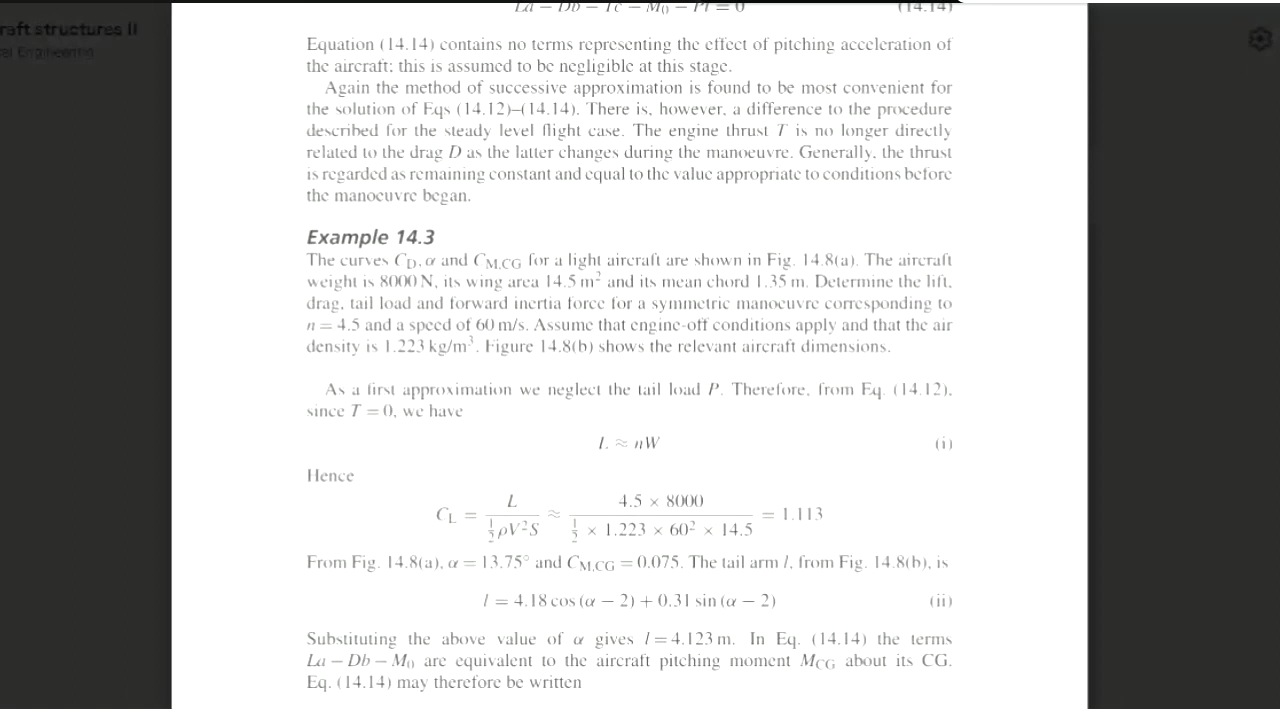 La − Db − Tc − M₀ − Pl = 0 (14.14)
raft structures II
Equation (14.14) contains no terms representing the effect of pitching acceleration of
the aircraft; this is assumed to be negligible at this stage.
Again the method of successive approximation is found to be most convenient for
the solution of Eqs (14.12)–(14.14). There is, however, a difference to the procedure
described for the steady level flight case. The engine thrust T is no longer directly
related to the drag D as the latter changes during the manoeuvre. Generally, the thrust
is regarded as remaining constant and equal to the value appropriate to conditions before
the manoeuvre began.
Example 14.3
The curves C_D, α and C_M,CG for a light aircraft are shown in Fig. 14.8(a). The aircraft
weight is 8000 N, its wing area 14.5 m² and its mean chord 1.35 m. Determine the lift,
drag, tail load and forward inertia force for a symmetric manoeuvre corresponding to
n = 4.5 and a speed of 60 m/s. Assume that engine-off conditions apply and that the air
density is 1.223 kg/m³. Figure 14.8(b) shows the relevant aircraft dimensions.
As a first approximation we neglect the tail load P. Therefore, from Eq. (14.12),
since T = 0, we have
L ≈ nW (i)
Hence
C_L = L / (½ρV²S) ≈ (4.5 × 8000) / (½ × 1.223 × 60² × 14.5) = 1.113
From Fig. 14.8(a), α = 13.75° and C_M,CG = 0.075. The tail arm l, from Fig. 14.8(b), is
l = 4.18 cos (α − 2) + 0.31 sin (α − 2) (ii)
Substituting the above value of α gives l = 4.123 m. In Eq. (14.14) the terms
La − Db − M₀ are equivalent to the aircraft pitching moment M_CG about its CG.
Eq. (14.14) may therefore be written